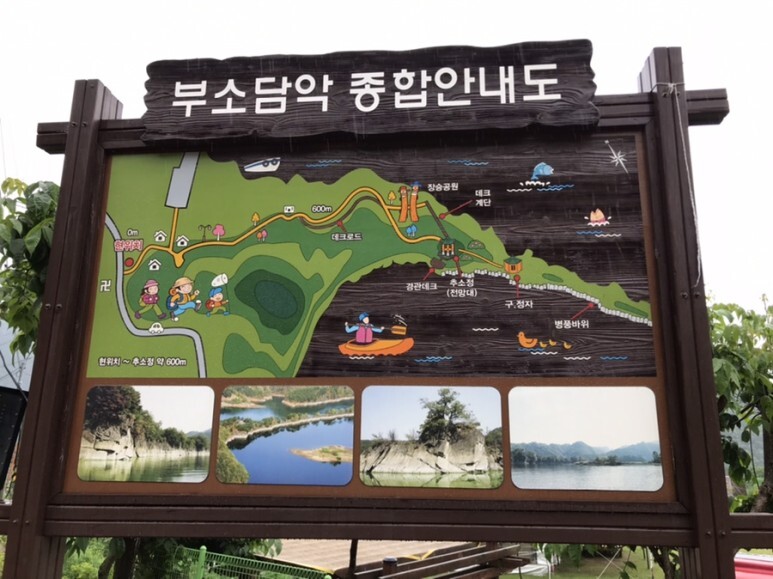 부소담악 종합안내도
장승공원
데크
계단
600m
데크로드
0m
현위치
경관데크
추소정
(전망대)
구.정자
병풍바위
현위치 ~ 추소정 약 600m